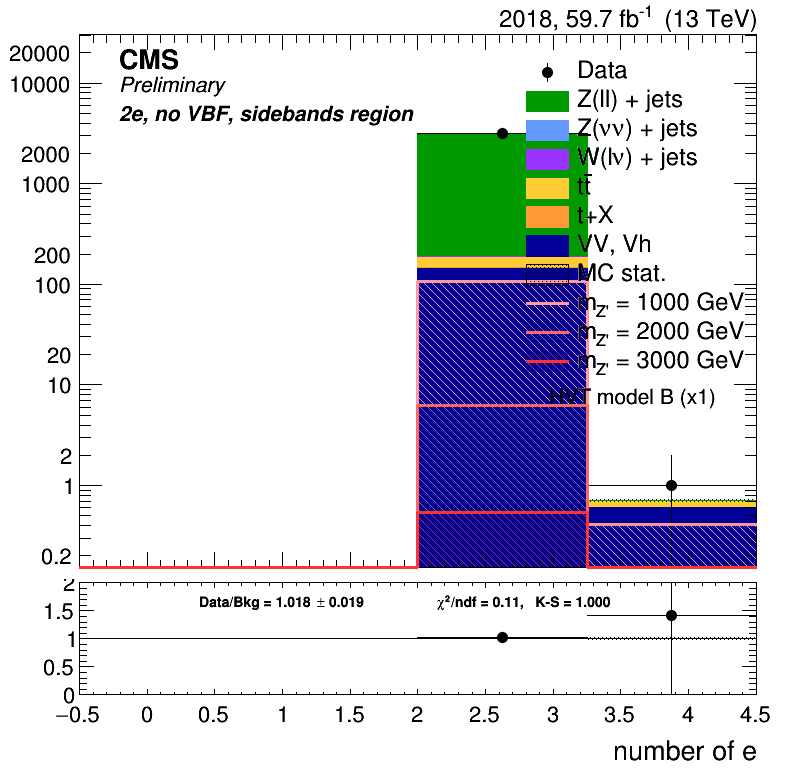 2018, 59.7 fb⁻¹ (13 TeV)
CMS
Preliminary
2e, no VBF, sidebands region
Data
Z(ll) + jets
Z(νν) + jets
W(lν) + jets
tt̄
t+X
VV, Vh
MC stat.
m_Z' = 1000 GeV
m_Z' = 2000 GeV
m_Z' = 3000 GeV
HVT model B (x1)
20000
10000
2000
1000
200
100
20
10
2
1
0.2
Data/Bkg = 1.018 ± 0.019 χ²/ndf = 0.11, K-S = 1.000
2
1.5
1
0.5
0
−0.5 0 0.5 1 1.5 2 2.5 3 3.5 4 4.5
number of e